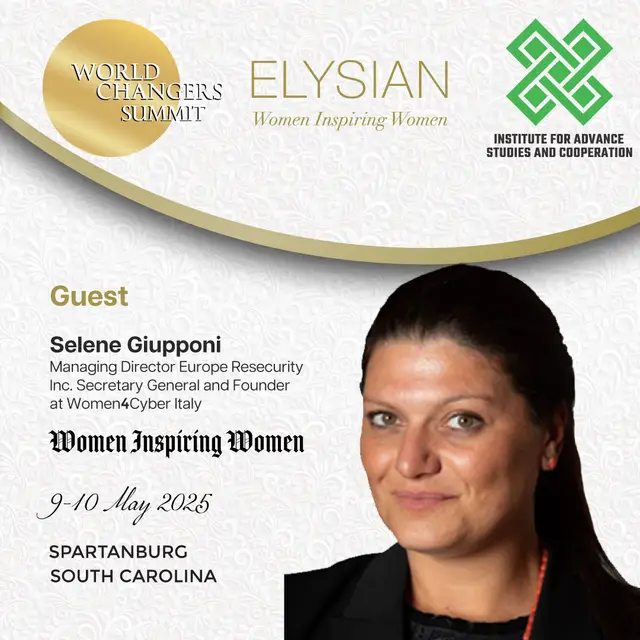 WORLD
CHANGERS
SUMMIT
ELYSIAN
Women Inspiring Women
INSTITUTE FOR ADVANCE
STUDIES AND COOPERATION
Guest
Selene Giupponi
Managing Director Europe Resecurity
Inc. Secretary General and Founder
at Women4Cyber Italy
Women Inspiring Women
9-10 May 2025
SPARTANBURG
SOUTH CAROLINA